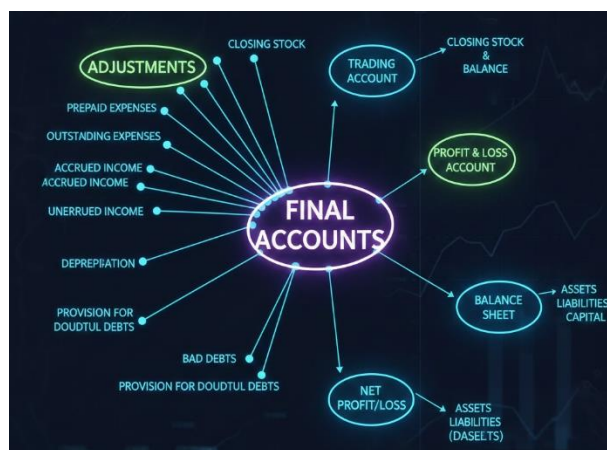 CLOSING STOCK
ADJUSTMENTS
PREPAID EXPENSES
OUTSTAIDING EXPENSES
ACCRUED INCOME
ACCRUED INCOME
UNERRUED INCOME
DEPREPIATION
PROVISION FOR
DOUDTUL DEBTS
BAD DEBTS
PROVISION FOR DOUDTUL DEBTS
FINAL
ACCOUNTS
TRADING
ACCOUNT
CLOSING STOCK
&
BALANCE
PROFIT & LOSS
ACCOUNT
BALANCE
SHEET
ASSETS
LIABILITIES
CAPITAL
NET
PROFIT/LOSS
ASSETS
LIABILITIES
(DASELTS)